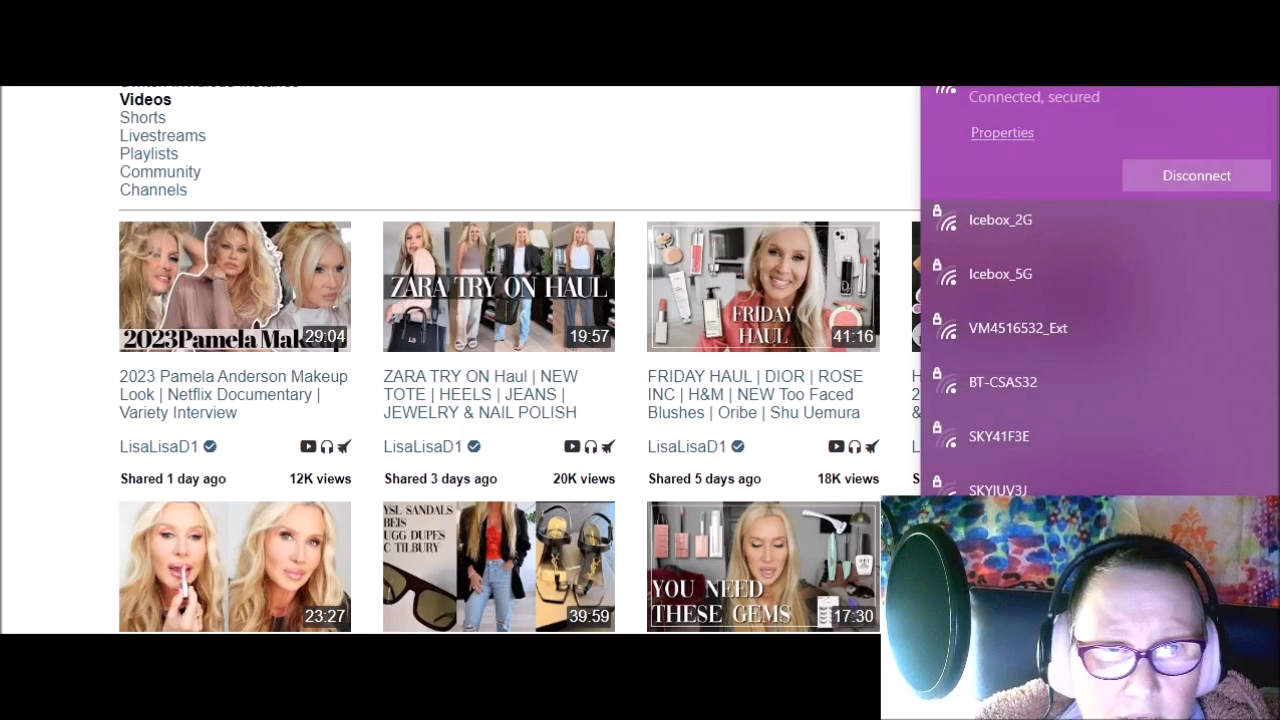 Videos
Shorts
Livestreams
Playlists
Community
Channels
Connected, secured
Properties
Disconnect
Icebox_2G
Icebox_5G
VM4516532_Ext
BT-CSAS32
SKY41F3E
2023Pamela
29:04
ZARA TRY ON HAUL
19:57
FRIDAY
HAUL
41:16
2023 Pamela Anderson Makeup
Look | Netflix Documentary |
Variety Interview
LisaLisaD1
Shared 1 day ago
12K views
ZARA TRY ON Haul | NEW
TOTE | HEELS | JEANS |
JEWELRY & NAIL POLISH
LisaLisaD1
Shared 3 days ago
20K views
FRIDAY HAUL | DIOR | ROSE
INC | H&M | NEW Too Faced
Blushes | Oribe | Shu Uemura
LisaLisaD1
Shared 5 days ago
18K views
23:27
YSL SANDALS
BEIS
UGG DUPES
C TILBURY
39:59
YOU NEED
THESE GEMS
17:30